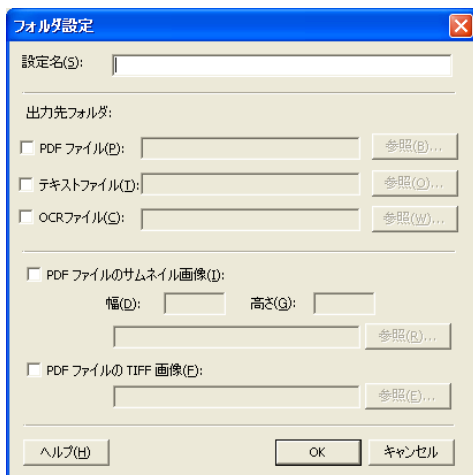 フォルダ設定
設定名(S):
出力先フォルダ:
PDF ファイル(P): 参照(B)...
テキストファイル(T): 参照(O)...
OCRファイル(C): 参照(W)...
PDF ファイルのサムネイル画像(I):
幅(D): 高さ(G):
参照(R)...
PDF ファイルの TIFF 画像(F):
参照(E)...
ヘルプ(H) OK キャンセル